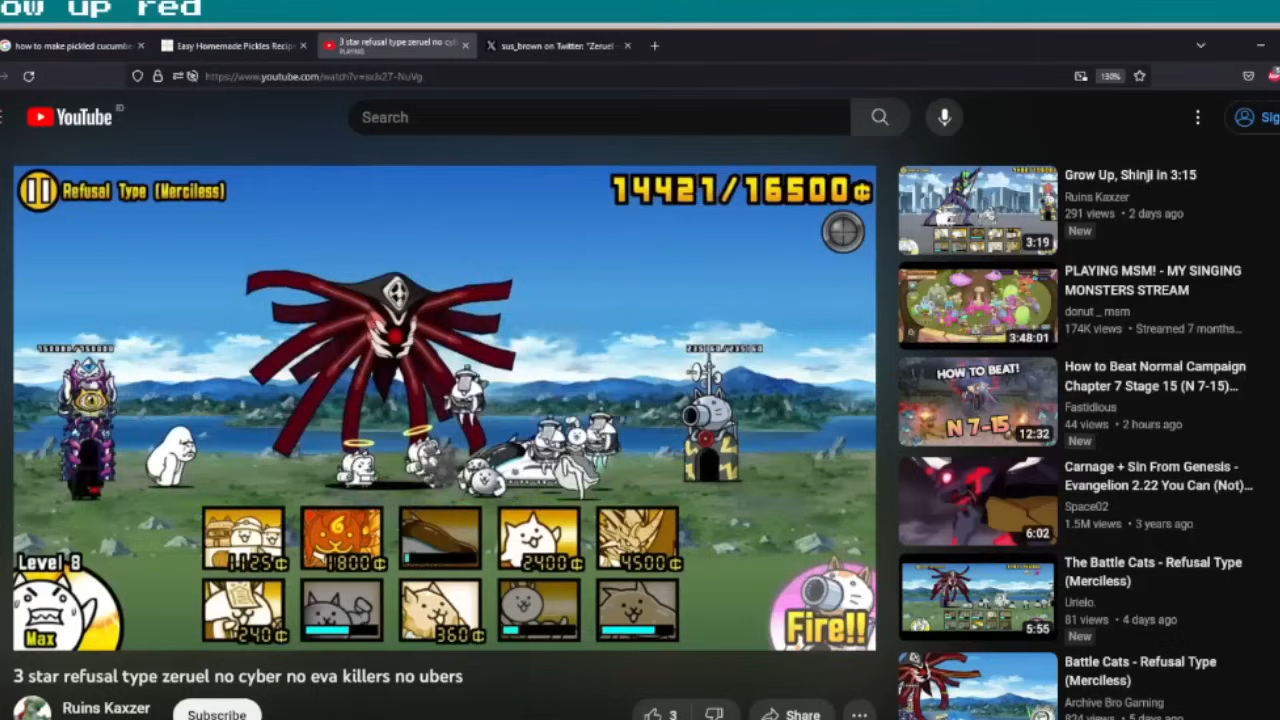 ow up red
how to make pickled cucumbe
Easy Homemade Pickles Recip
3 star refusal type zeruel no cyb
PLAYING
sus_brown on Twitter: "Zeruel
https://www.youtube.com/watch?v=sxJx27-NuVg
130%
YouTube ID
Search
Sig
Refusal Type (Merciless)
14421/16500¢
Level 8
Max
1125¢
1800¢
2400¢
4500¢
240¢
360¢
Fire!!
3 star refusal type zeruel no cyber no eva killers no ubers
Ruins Kaxzer
Subscribe
3
Share
Grow Up, Shinji in 3:15
Ruins Kaxzer
291 views • 2 days ago
New
3:19
PLAYING MSM! - MY SINGING
MONSTERS STREAM
donut _ msm
174K views • Streamed 7 months...
3:48:01
HOW TO BEAT!
N 7-15
12:32
How to Beat Normal Campaign
Chapter 7 Stage 15 (N 7-15)...
Fastidious
44 views • 2 hours ago
New
Carnage + Sin From Genesis -
Evangelion 2.22 You Can (Not)...
Space02
1.5M views • 3 years ago
6:02
The Battle Cats - Refusal Type
(Merciless)
Urielo.
81 views • 4 days ago
New
5:55
Battle Cats - Refusal Type
(Merciless)
Archive Bro Gaming